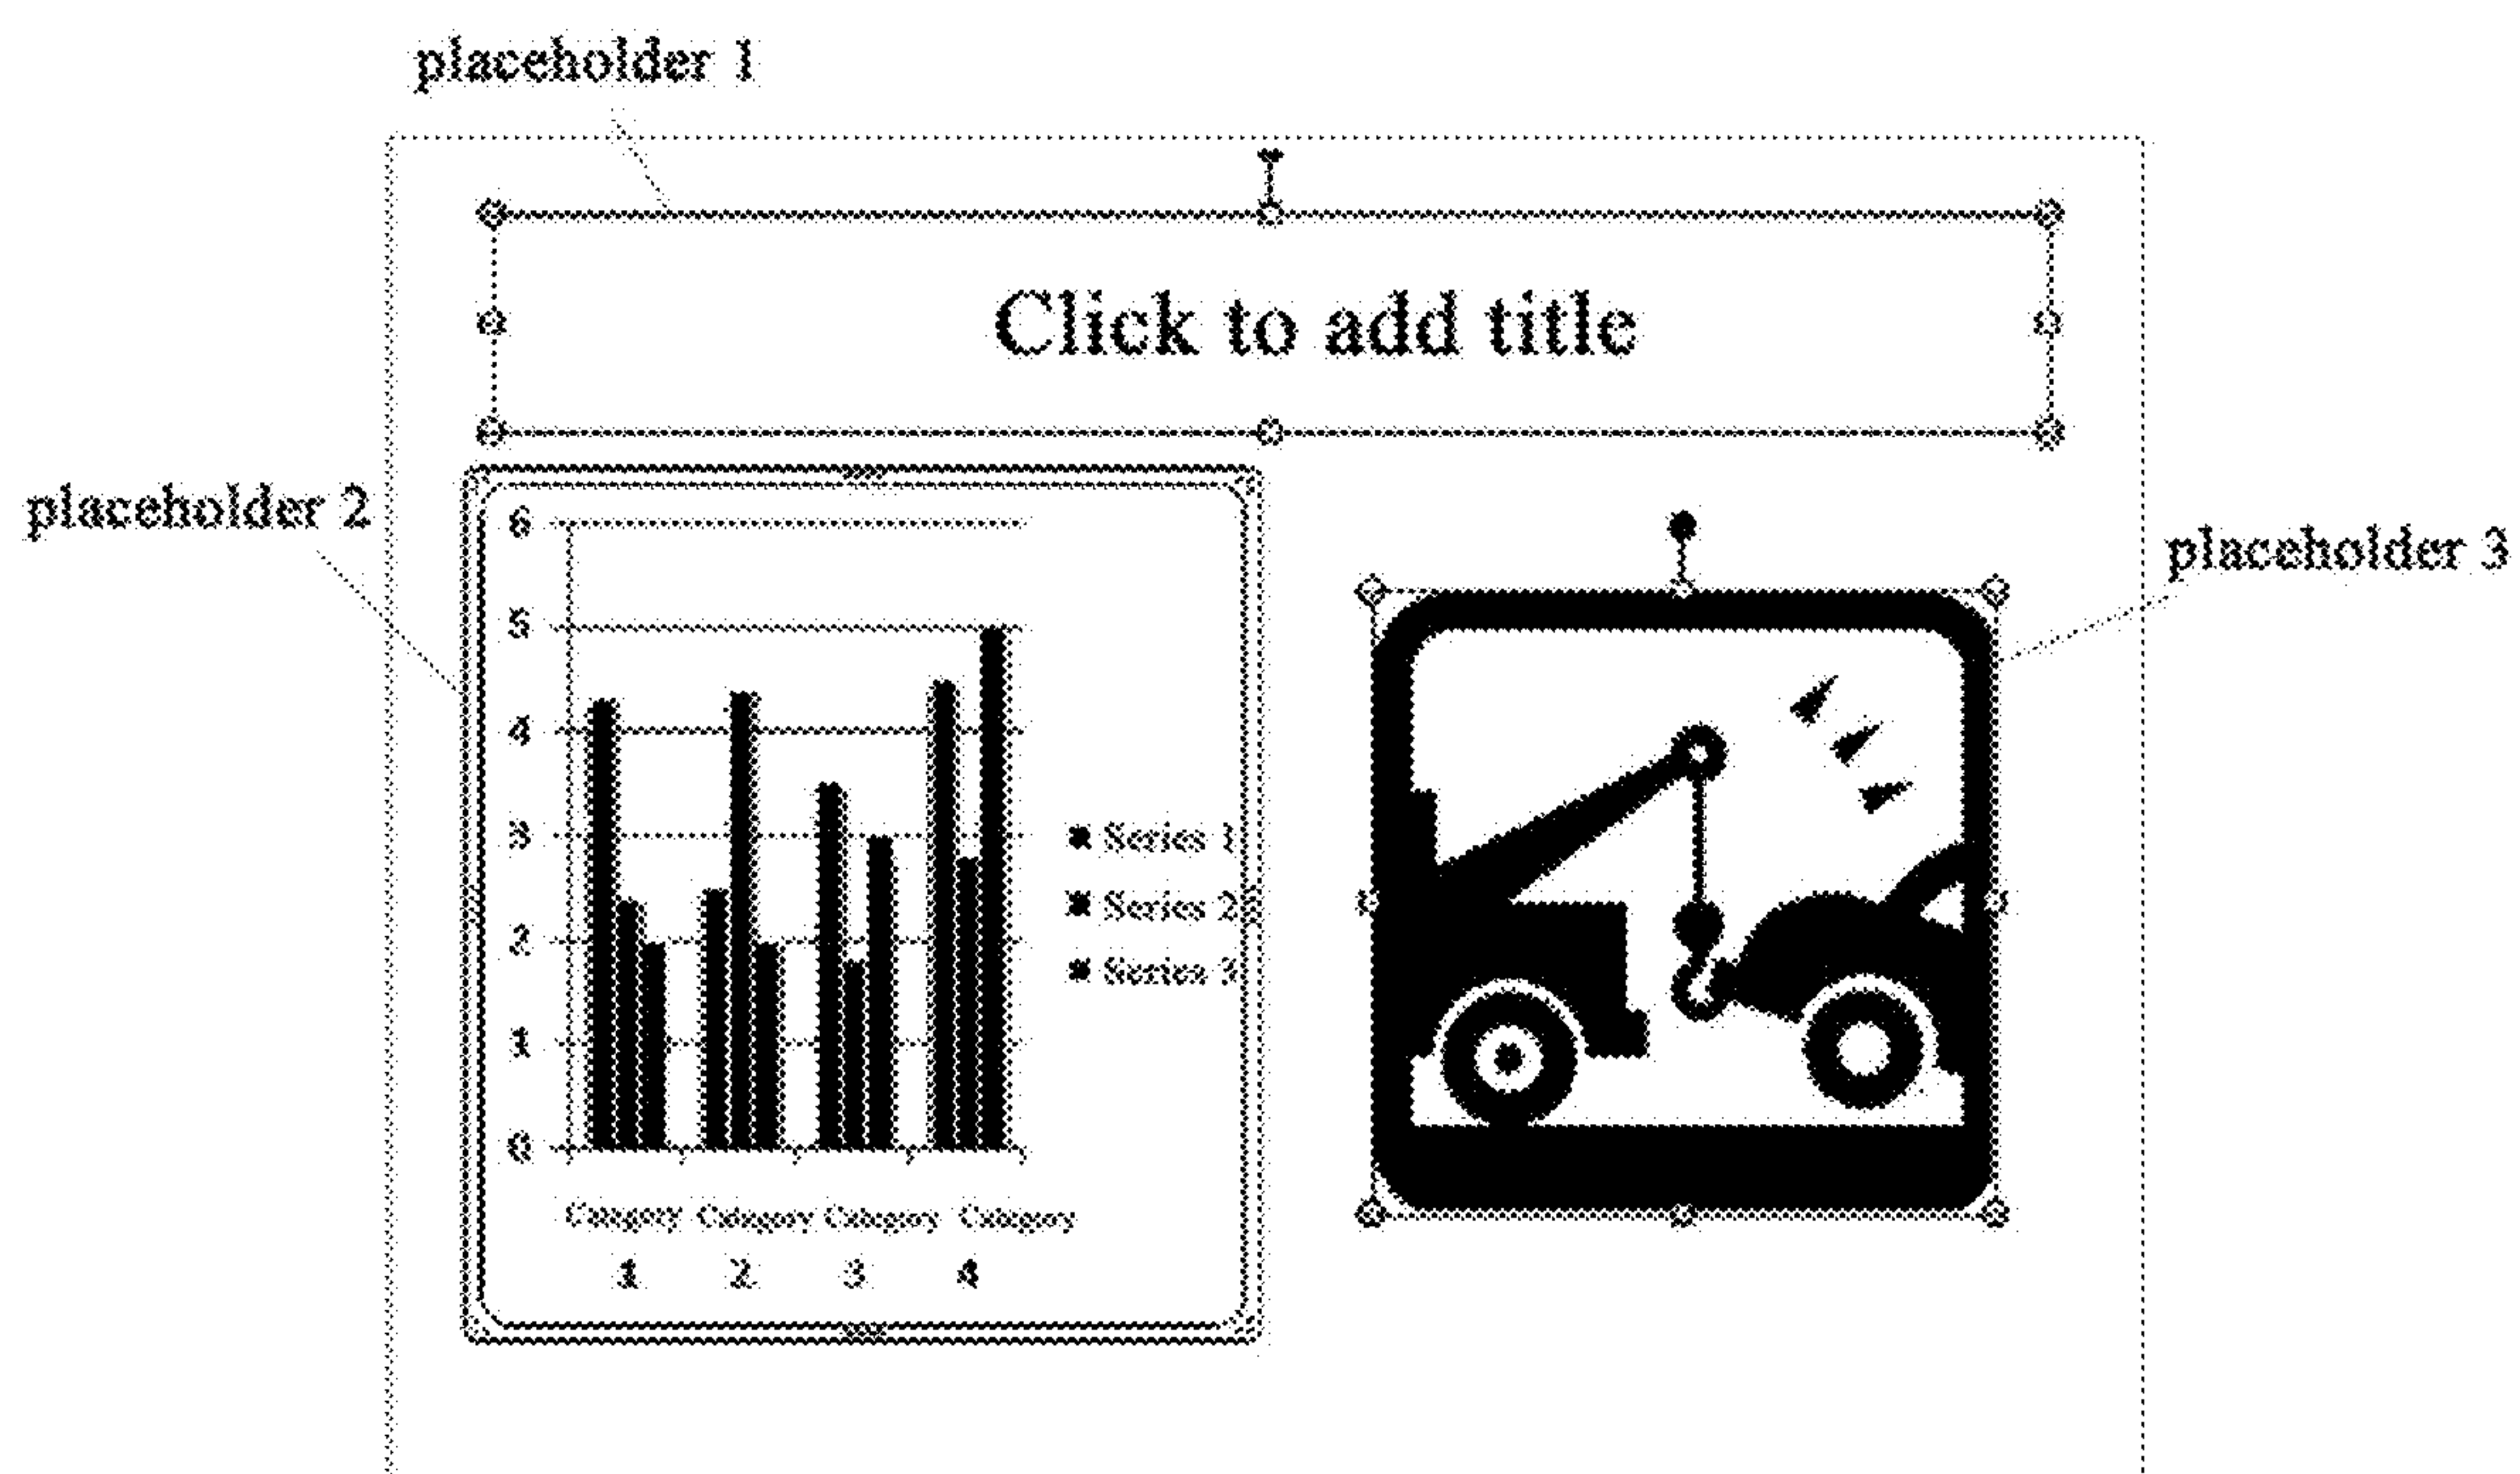 placeholder 1
Click to add title
placeholder 2
placeholder 3
6
5
4
3
2
1
0
Series 1
Series 2
Series 3
Category Category Category Category
1 2 3 4